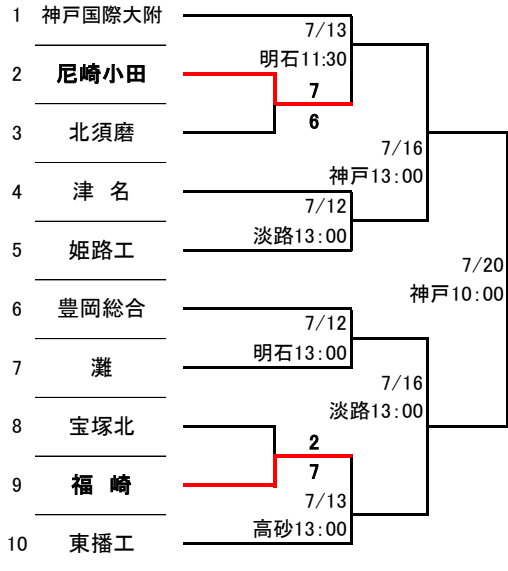 1 神戸国際大附
7/13
明石11:30
2 尼崎小田
7
6
3 北須磨
7/16
神戸13:00
4 津 名
7/12
淡路13:00
5 姫路工
7/20
神戸10:00
6 豊岡総合
7/12
明石13:00
7 灘
7/16
淡路13:00
8 宝塚北
2
7
9 福 崎
7/13
高砂13:00
10 東播工